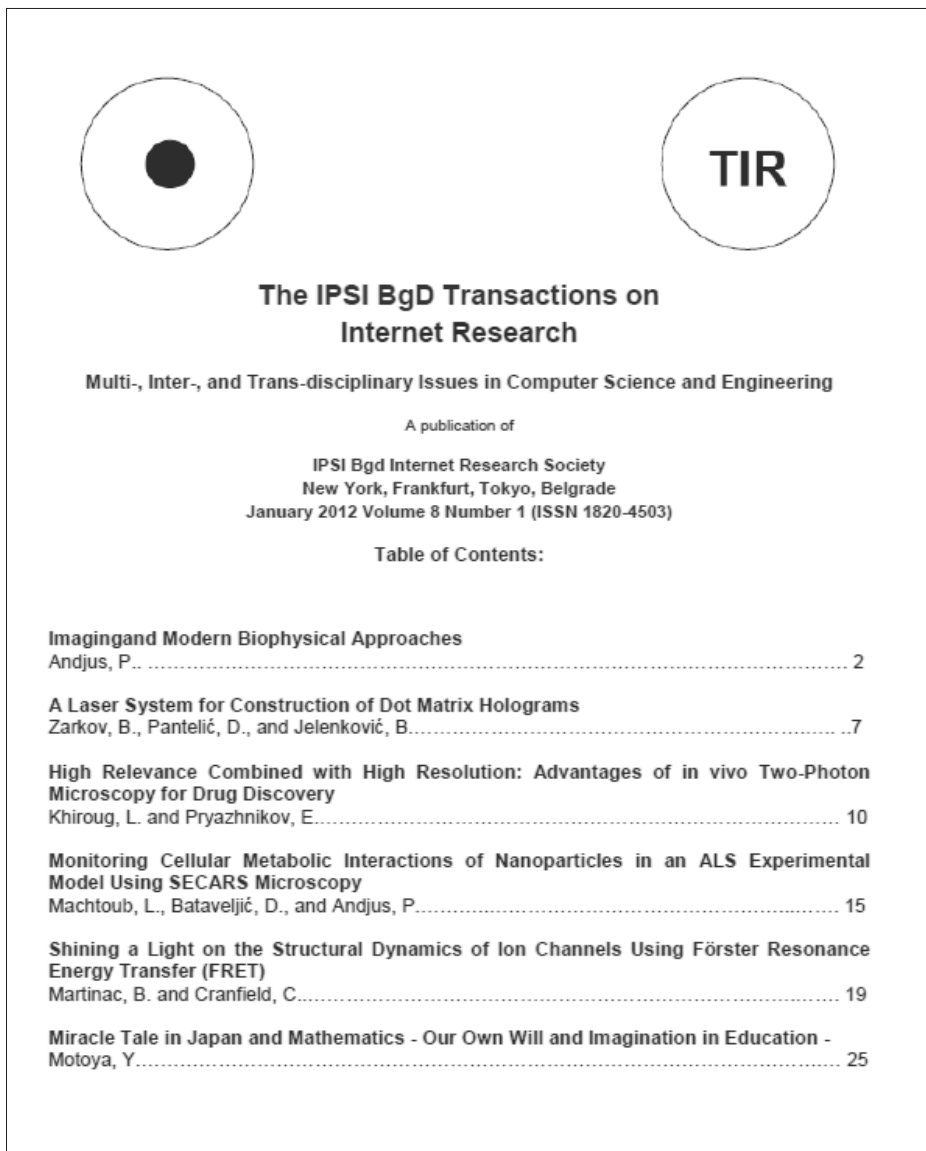 TIR
The IPSI BgD Transactions on
Internet Research
Multi-, Inter-, and Trans-disciplinary Issues in Computer Science and Engineering
A publication of
IPSI Bgd Internet Research Society
New York, Frankfurt, Tokyo, Belgrade
January 2012 Volume 8 Number 1 (ISSN 1820-4503)
Table of Contents:
Imagingand Modern Biophysical Approaches
Andjus, P.. ........................................................................................ 2
A Laser System for Construction of Dot Matrix Holograms
Zarkov, B., Pantelić, D., and Jelenković, B......................................................... ..7
High Relevance Combined with High Resolution: Advantages of in vivo Two-Photon
Microscopy for Drug Discovery
Khiroug, L. and Pryazhnikov, E..................................................................... 10
Monitoring Cellular Metabolic Interactions of Nanoparticles in an ALS Experimental
Model Using SECARS Microscopy
Machtoub, L., Bataveljić, D., and Andjus, P........................................................ 15
Shining a Light on the Structural Dynamics of Ion Channels Using Förster Resonance
Energy Transfer (FRET)
Martinac, B. and Cranfield, C...................................................................... 19
Miracle Tale in Japan and Mathematics - Our Own Will and Imagination in Education -
Motoya, Y.......................................................................................... 25